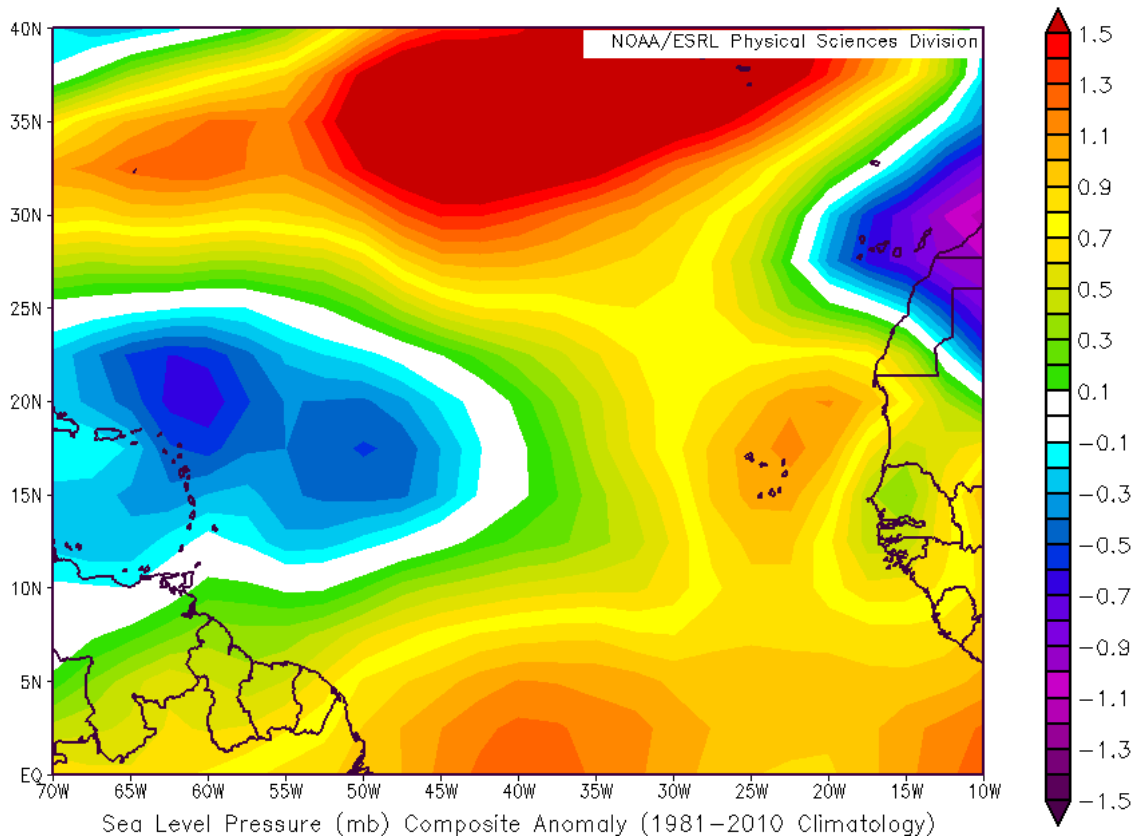 NOAA/ESRL Physical Sciences Division
40N
35N
30N
25N
20N
15N
10N
5N
EQ
70W 65W 60W 55W 50W 45W 40W 35W 30W 25W 20W 15W 10W
Sea Level Pressure (mb) Composite Anomaly (1981-2010 Climatology)
1.5
1.3
1.1
0.9
0.7
0.5
0.3
0.1
-0.1
-0.3
-0.5
-0.7
-0.9
-1.1
-1.3
-1.5